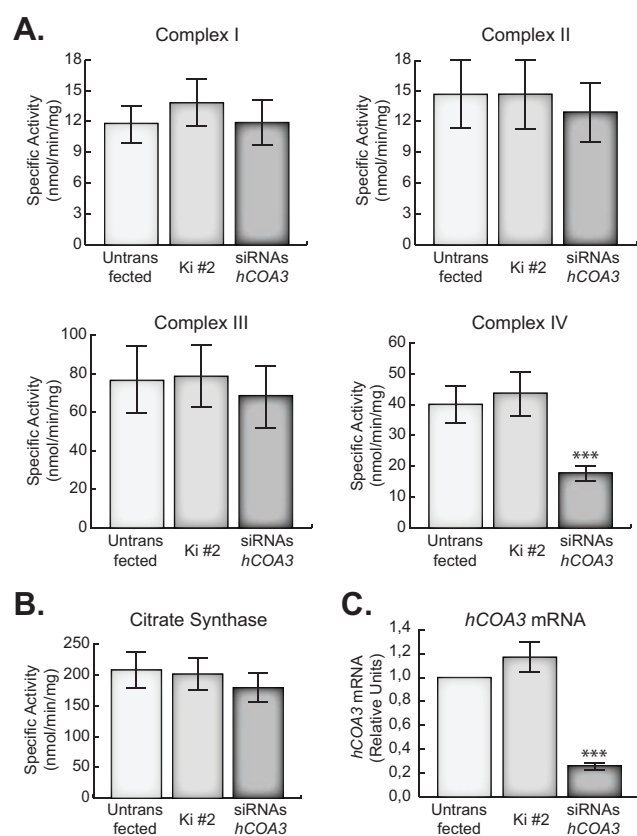 A.
Complex I
Specific Activity
(nmol/min/mg)
18
15
12
9
6
3
0
Untrans
fected
Ki #2
siRNAs
hCOA3
Complex II
Specific Activity
(nmol/min/mg)
18
15
12
9
6
3
0
Untrans
fected
Ki #2
siRNAs
hCOA3
Complex III
Specific Activity
(nmol/min/mg)
100
80
60
40
20
0
Untrans
fected
Ki #2
siRNAs
hCOA3
Complex IV
Specific Activity
(nmol/min/mg)
60
50
40
30
20
10
0
***
Untrans
fected
Ki #2
siRNAs
hCOA3
B.
Citrate Synthase
Specific Activity
(nmol/min/mg)
250
200
150
100
50
0
Untrans
fected
Ki #2
siRNAs
hCOA3
C.
hCOA3 mRNA
hCOA3 mRNA
(Relative Units)
1,4
1,2
1,0
0,8
0,6
0,4
0,2
0,0
***
Untrans
fected
Ki #2
siRNAs
hCOA3